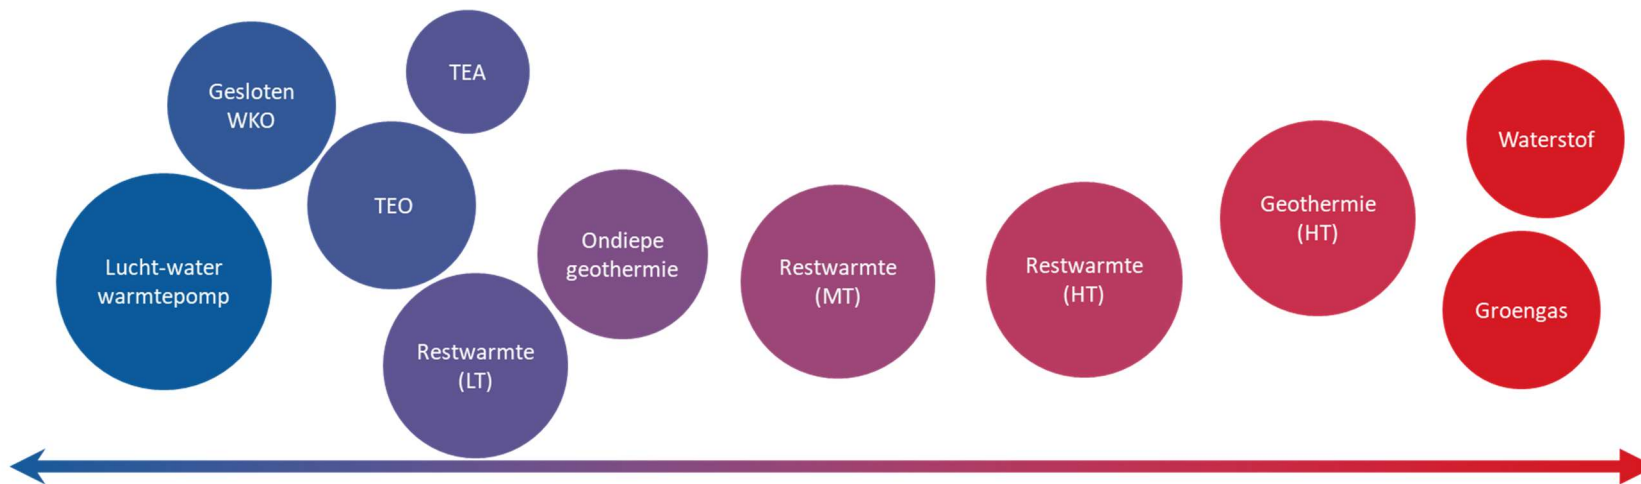 Lucht-water
warmtepomp
Gesloten
WKO
TEO
TEA
Restwarmte
(LT)
Ondiepe
geothermie
Restwarmte
(MT)
Restwarmte
(HT)
Geothermie
(HT)
Waterstof
Groengas